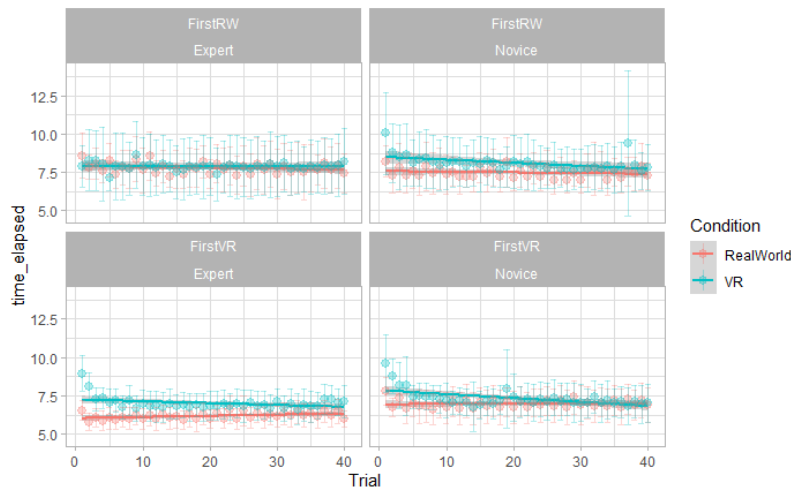 FirstRW
FirstRW
Expert
Novice
12.5
10.0
7.5
5.0
FirstVR
FirstVR
Expert
Novice
12.5
10.0
7.5
5.0
0 10 20 30 40
0 10 20 30 40
Trial
time_elapsed
Condition
RealWorld
VR